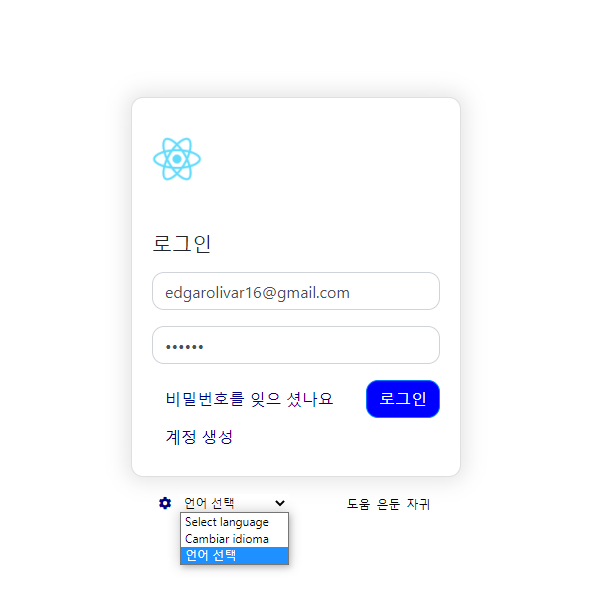 로그인
edgarolivar16@gmail.com
••••••
비밀번호를 잊으 셨나요
로그인
계정 생성
언어 선택
도움 은둔 자귀
Select language
Cambiar idioma
언어 선택